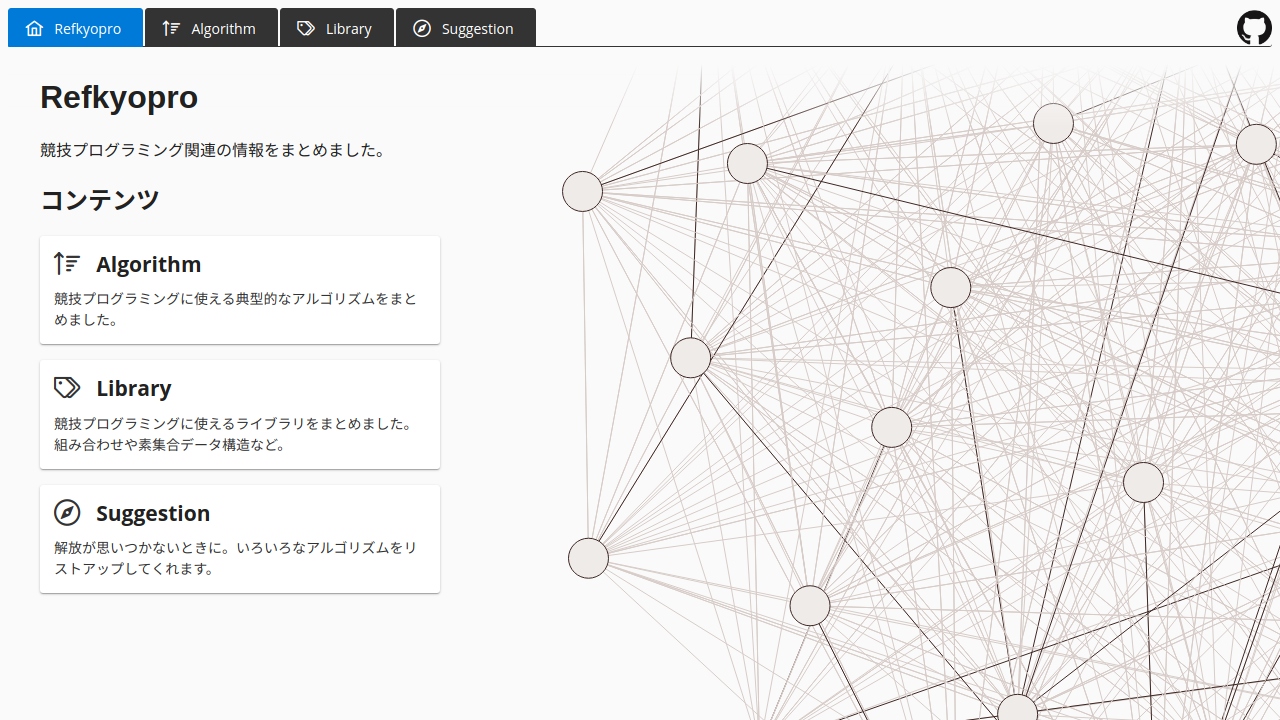 Refkyopro
Algorithm
Library
Suggestion
Refkyopro
競技プログラミング関連の情報をまとめました。
コンテンツ
Algorithm
競技プログラミングに使える典型的なアルゴリズムをまと
めました。
Library
競技プログラミングに使えるライブラリをまとめました。
組み合わせや素集合データ構造など。
Suggestion
解放が思いつかないときに。いろいろなアルゴリズムをリ
ストアップしてくれます。